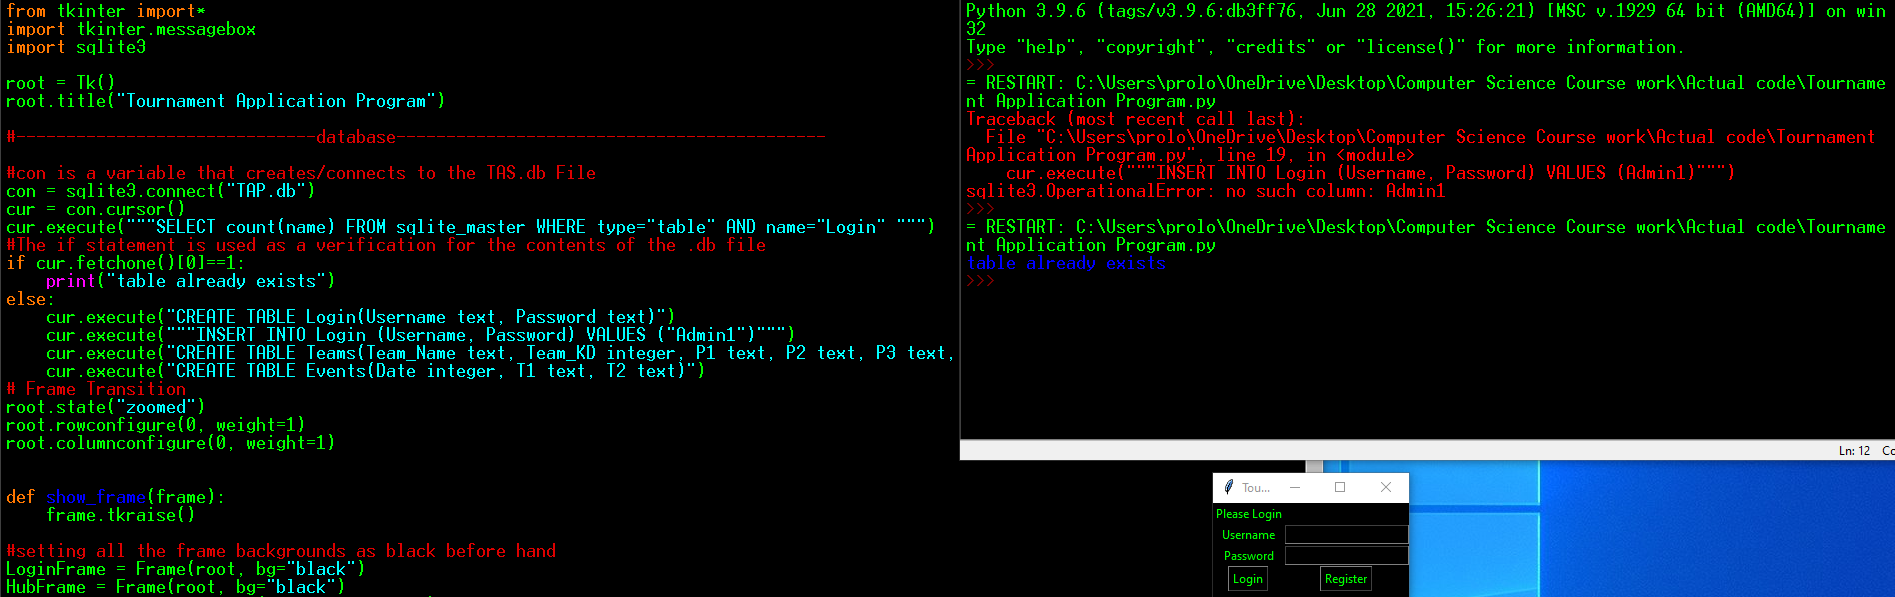 from tkinter import*
import tkinter.messagebox
import sqlite3
root = Tk()
root.title("Tournament Application Program")
#------------------------------database-------------------------------------------
#con is a variable that creates/connects to the TAS.db File
con = sqlite3.connect("TAP.db")
cur = con.cursor()
cur.execute("""SELECT count(name) FROM sqlite_master WHERE type="table" AND name="Login" """)
#The if statement is used as a verification for the contents of the .db file
if cur.fetchone()[0]==1:
    print("table already exists")
else:
    cur.execute("CREATE TABLE Login(Username text, Password text)")
    cur.execute("""INSERT INTO Login (Username, Password) VALUES ("Admin1")""")
    cur.execute("CREATE TABLE Teams(Team_Name text, Team_KD integer, P1 text, P2 text, P3 text,
    cur.execute("CREATE TABLE Events(Date integer, T1 text, T2 text)")
# Frame Transition
root.state("zoomed")
root.rowconfigure(0, weight=1)
root.columnconfigure(0, weight=1)
def show_frame(frame):
    frame.tkraise()
#setting all the frame backgrounds as black before hand
LoginFrame = Frame(root, bg="black")
HubFrame = Frame(root, bg="black")
Python 3.9.6 (tags/v3.9.6:db3ff76, Jun 28 2021, 15:26:21) [MSC v.1929 64 bit (AMD64)] on win
32
Type "help", "copyright", "credits" or "license()" for more information.
>>>
= RESTART: C:\Users\prolo\OneDrive\Desktop\Computer Science Course work\Actual code\Tourname
nt Application Program.py
Traceback (most recent call last):
  File "C:\Users\prolo\OneDrive\Desktop\Computer Science Course work\Actual code\Tournament
Application Program.py", line 19, in <module>
    cur.execute("""INSERT INTO Login (Username, Password) VALUES (Admin1)""")
sqlite3.OperationalError: no such column: Admin1
>>>
= RESTART: C:\Users\prolo\OneDrive\Desktop\Computer Science Course work\Actual code\Tourname
nt Application Program.py
table already exists
>>>
Ln: 12 Co
Tou...
Please Login
Username
Password
Login Register